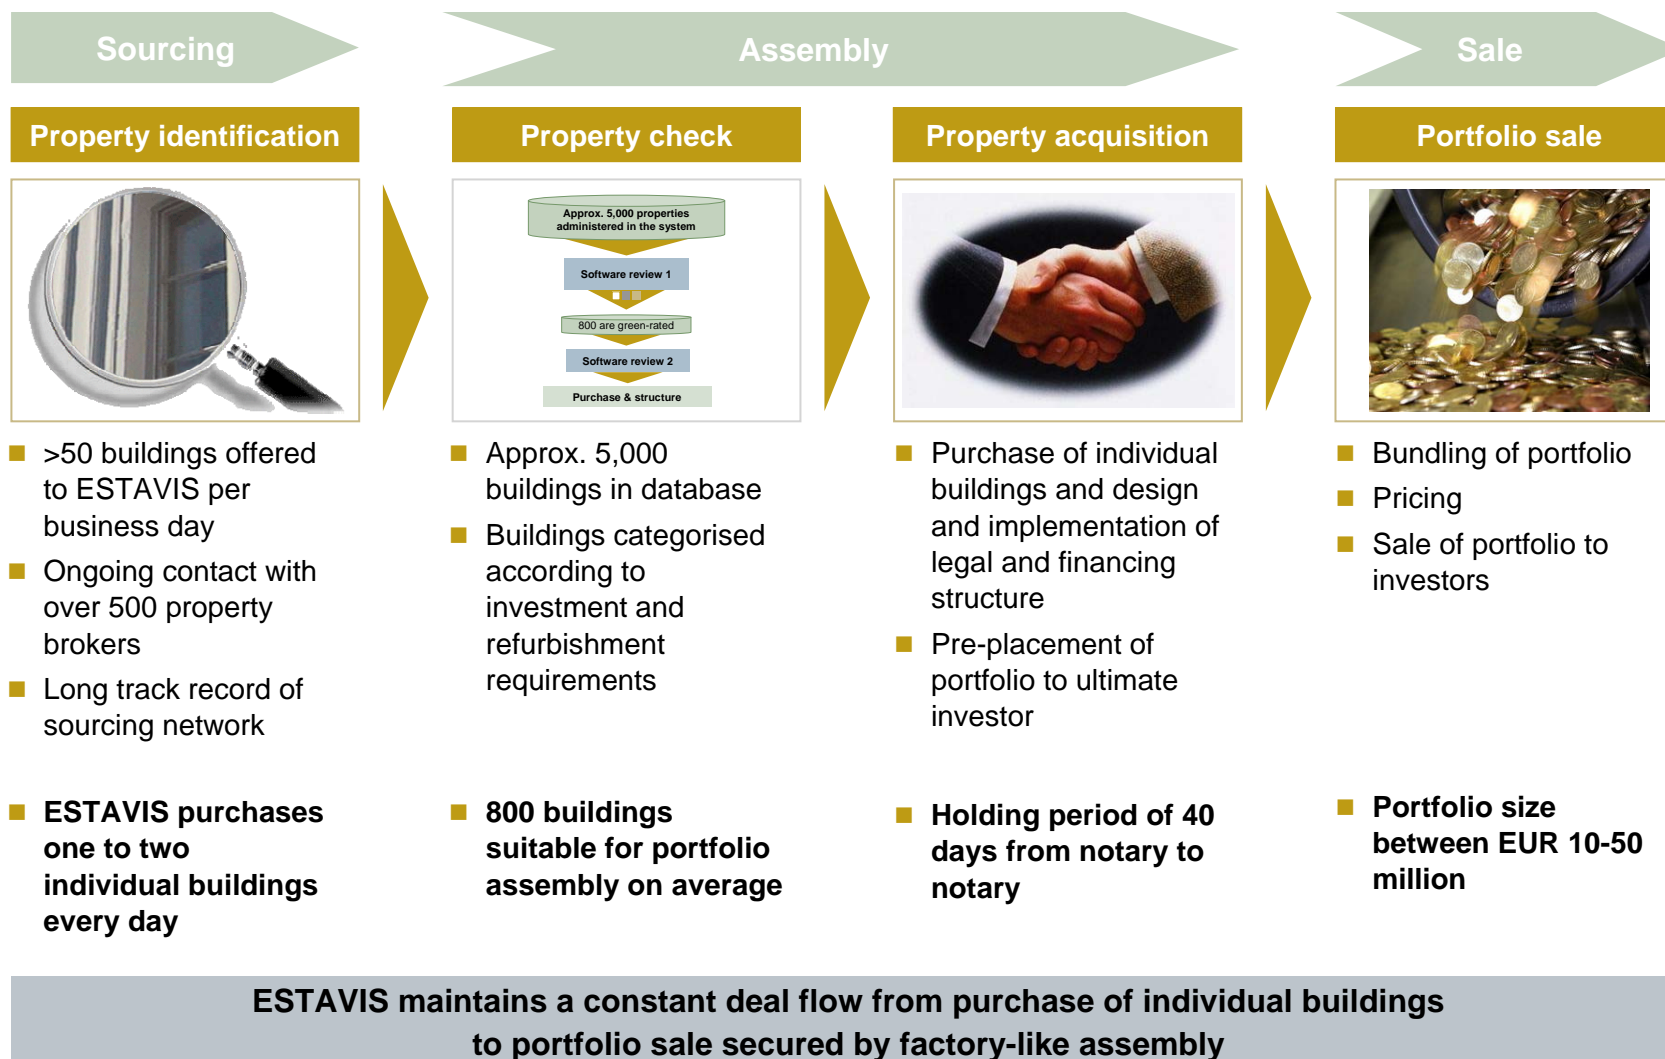 Sourcing
Assembly
Sale
Property identification
Property check
Property acquisition
Portfolio sale
Approx. 5,000 properties
administered in the system
Software review 1
800 are green-rated
Software review 2
Purchase & structure
>50 buildings offered
to ESTAVIS per
business day
Ongoing contact with
over 500 property
brokers
Long track record of
sourcing network
ESTAVIS purchases
one to two
individual buildings
every day
Approx. 5,000
buildings in database
Buildings categorised
according to
investment and
refurbishment
requirements
800 buildings
suitable for portfolio
assembly on average
Purchase of individual
buildings and design
and implementation of
legal and financing
structure
Pre-placement of
portfolio to ultimate
investor
Holding period of 40
days from notary to
notary
Bundling of portfolio
Pricing
Sale of portfolio to
investors
Portfolio size
between EUR 10-50
million
ESTAVIS maintains a constant deal flow from purchase of individual buildings
to portfolio sale secured by factory-like assembly